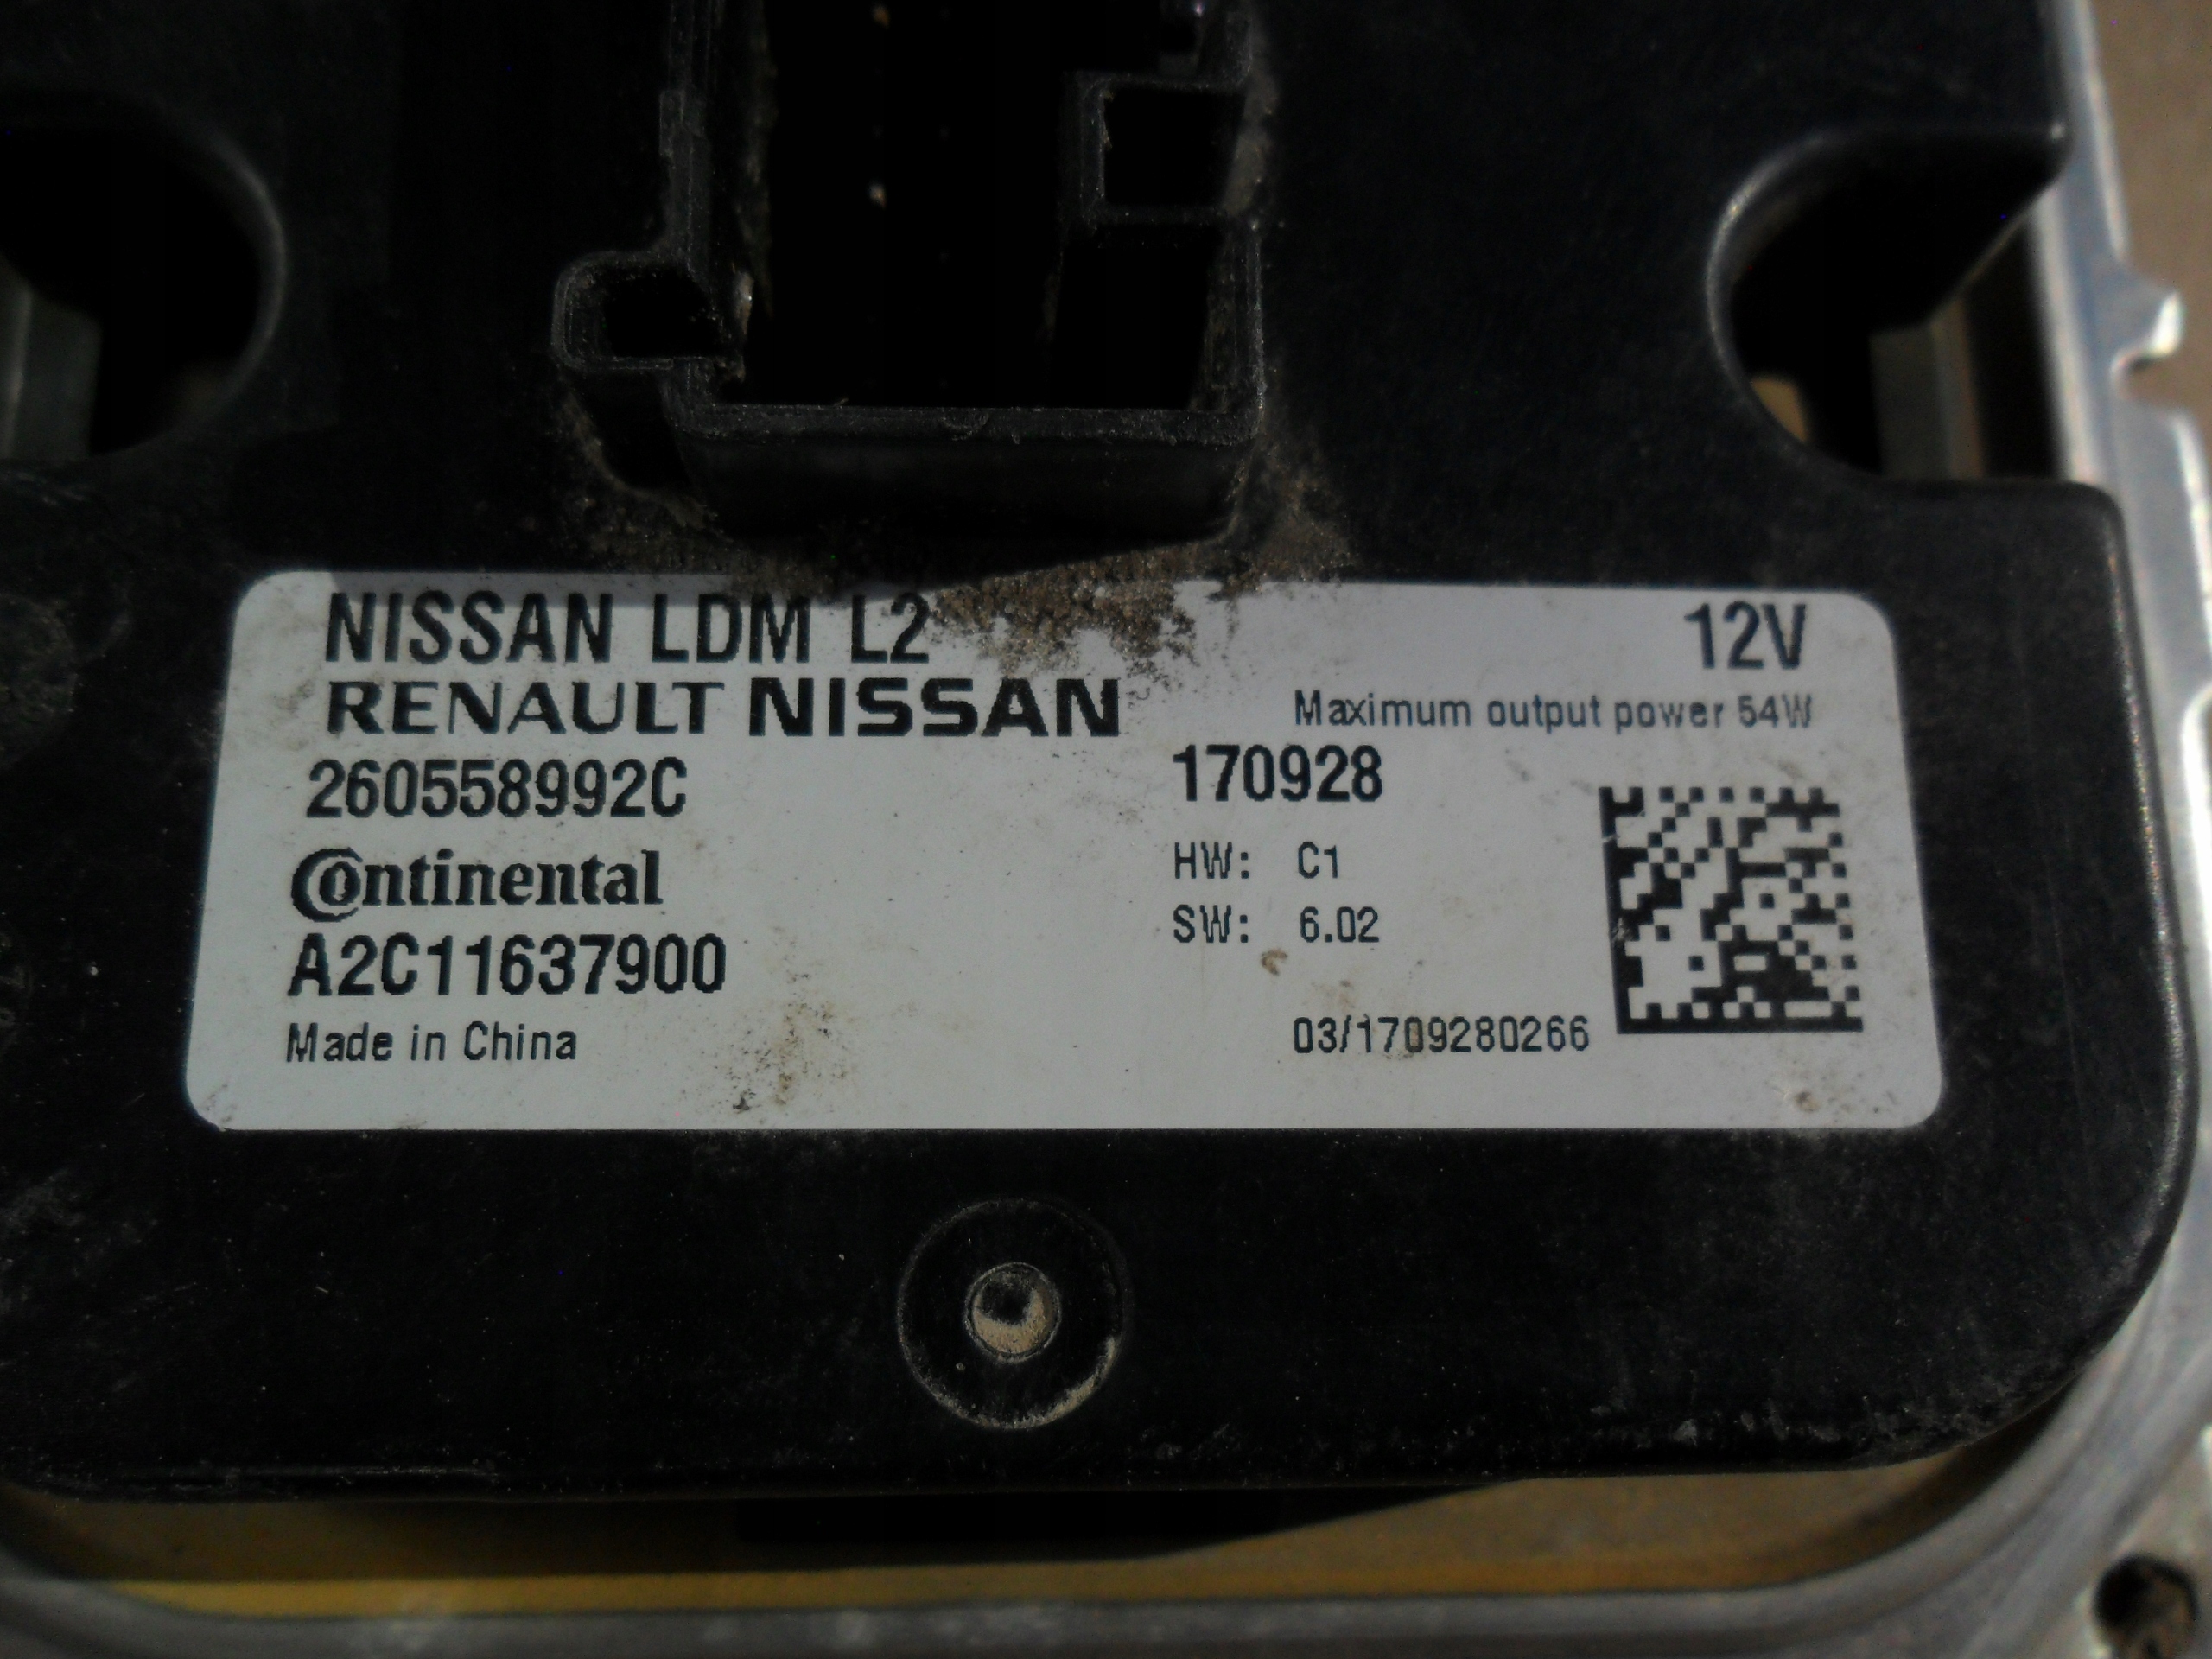 NISSAN LDM L2
12V
RENAULT NISSAN
Maximum output power 54W
260558992C
170928
Continental
HW: C1
A2C11637900
SW: 6.02
Made in China
03/1709280266